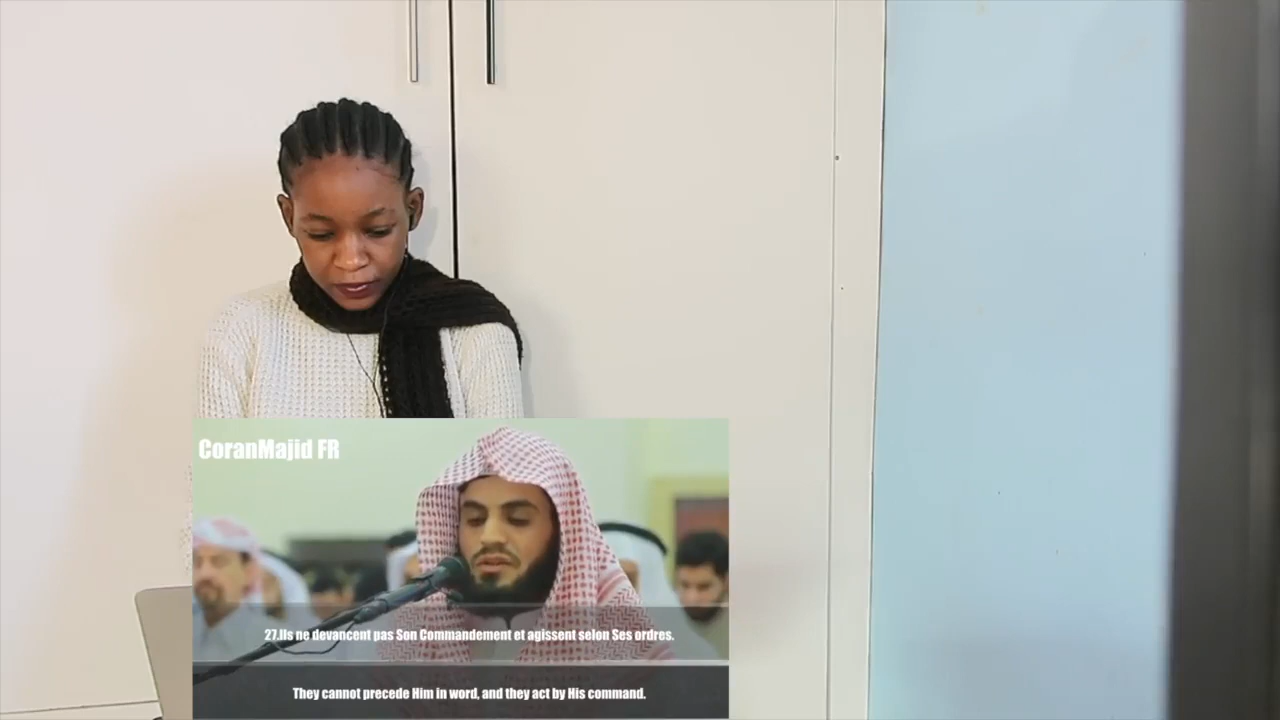 CoranMajid FR
27.Ils ne devancent pas Son Commandement et agissent selon Ses ordres.
They cannot precede Him in word, and they act by His command.